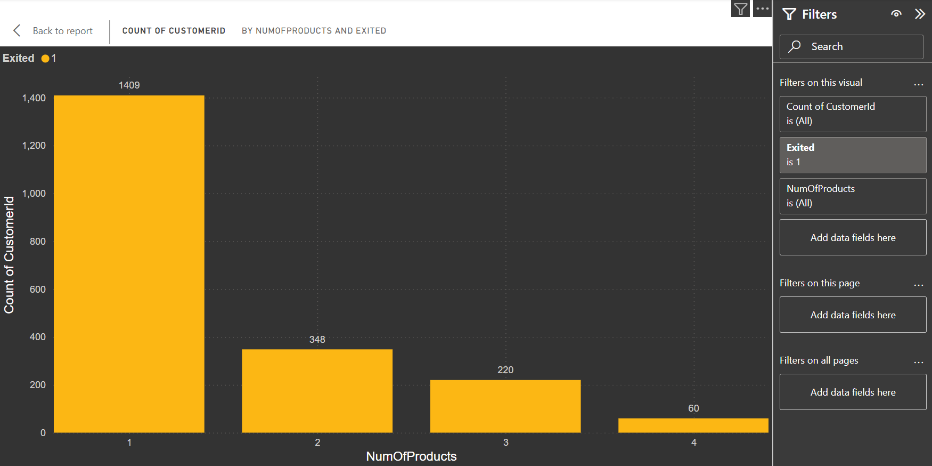 Back to report
COUNT OF CUSTOMERID BY NUMOFPRODUCTS AND EXITED
Exited 1
1409
348
220
60
1,400
1,200
1,000
800
600
400
200
0
Count of CustomerId
1 2 3 4
NumOfProducts
Filters
Search
Filters on this visual
Count of CustomerId
is (All)
Exited
is 1
NumOfProducts
is (All)
Add data fields here
Filters on this page
Add data fields here
Filters on all pages
Add data fields here